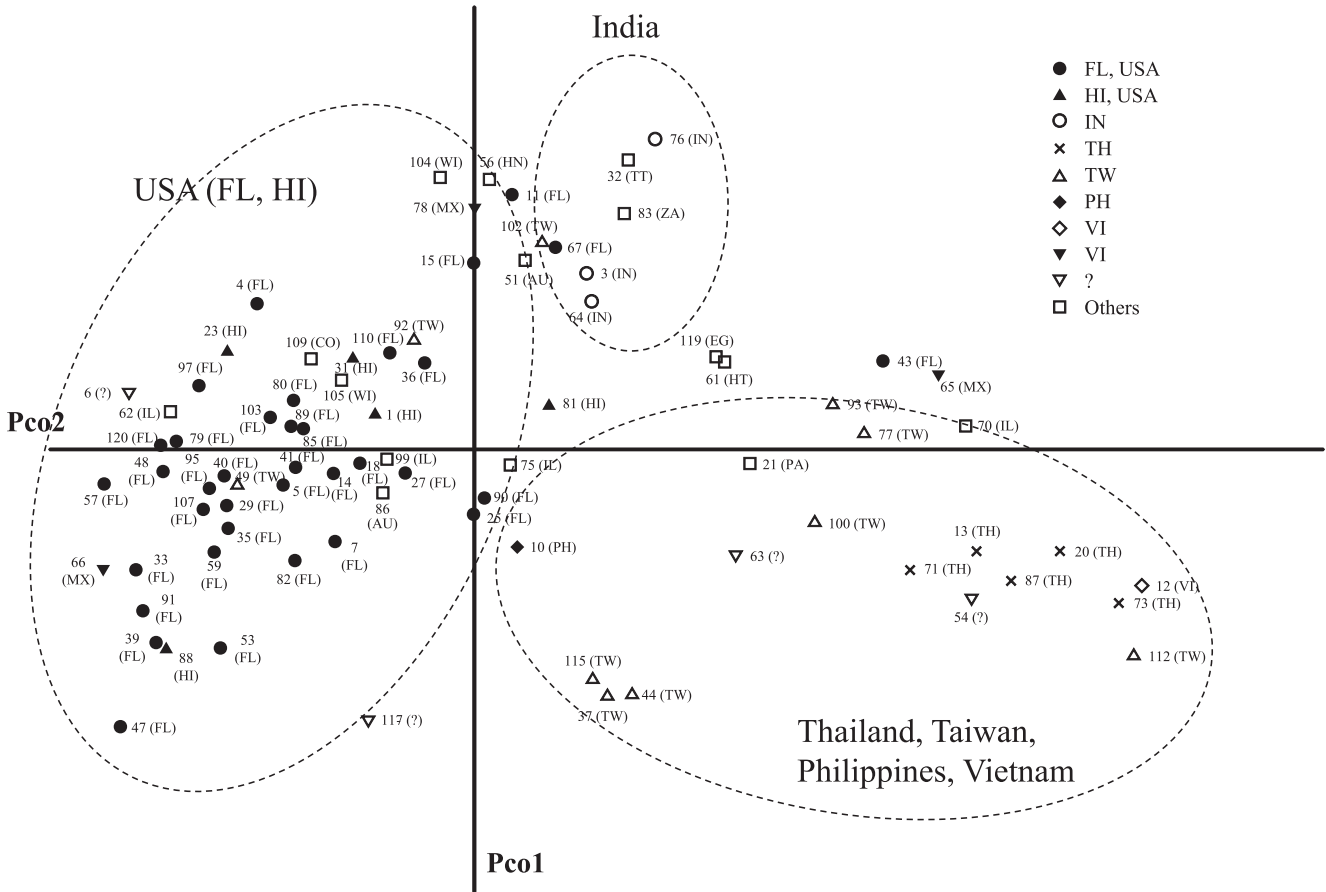 India
FL, USA
HI, USA
IN
TH
TW
PH
VI
VI
?
Others
USA (FL, HI)
76 (IN)
104 (WI)
56 (HN)
32 (TT)
11 (FL)
78 (MX)
83 (ZA)
102 (TW)
67 (FL)
15 (FL)
51 (AU)
3 (IN)
4 (FL)
64 (IN)
23 (HI)
109 (CO)
110 (FL)
92 (TW)
119 (EG)
43 (FL)
97 (FL)
31 (HI)
36 (FL)
61 (HT)
65 (MX)
6 (?)
80 (FL)
105 (WI)
62 (IL)
103
(FL)
89 (FL)
1 (HI)
81 (HI)
93 (TW)
70 (IL)
77 (TW)
Pco2
120 (FL)
79 (FL)
85 (FL)
48
(FL)
95
(FL)
40 (FL)
41 (FL)
18
(FL)
99 (IL)
75 (IL)
21 (PA)
57 (FL)
49 (TW)
5 (FL)
14
(FL)
27 (FL)
107
(FL)
29 (FL)
86
(AU)
90 (FL)
25 (FL)
100 (TW)
35 (FL)
13 (TH)
20 (TH)
59
(FL)
7
(FL)
10 (PH)
63 (?)
66
(MX)
33
(FL)
82 (FL)
71 (TH)
87 (TH)
12 (VI)
91
(FL)
54 (?)
73 (TH)
39
(FL)
88
(HI)
53
(FL)
115 (TW)
112 (TW)
44 (TW)
37 (TW)
47 (FL)
117 (?)
Thailand, Taiwan,
Philippines, Vietnam
Pco1